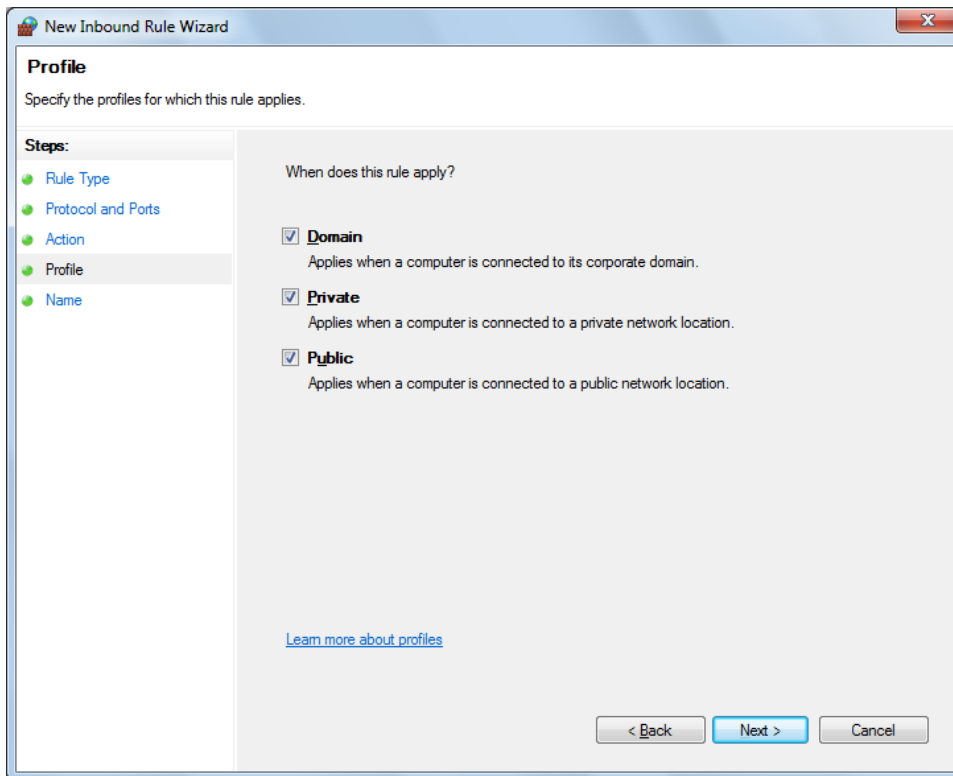 New Inbound Rule Wizard
Profile
Specify the profiles for which this rule applies.
Steps:
Rule Type
Protocol and Ports
Action
Profile
Name
When does this rule apply?
Domain
Applies when a computer is connected to its corporate domain.
Private
Applies when a computer is connected to a private network location.
Public
Applies when a computer is connected to a public network location.
Learn more about profiles
< Back
Next >
Cancel